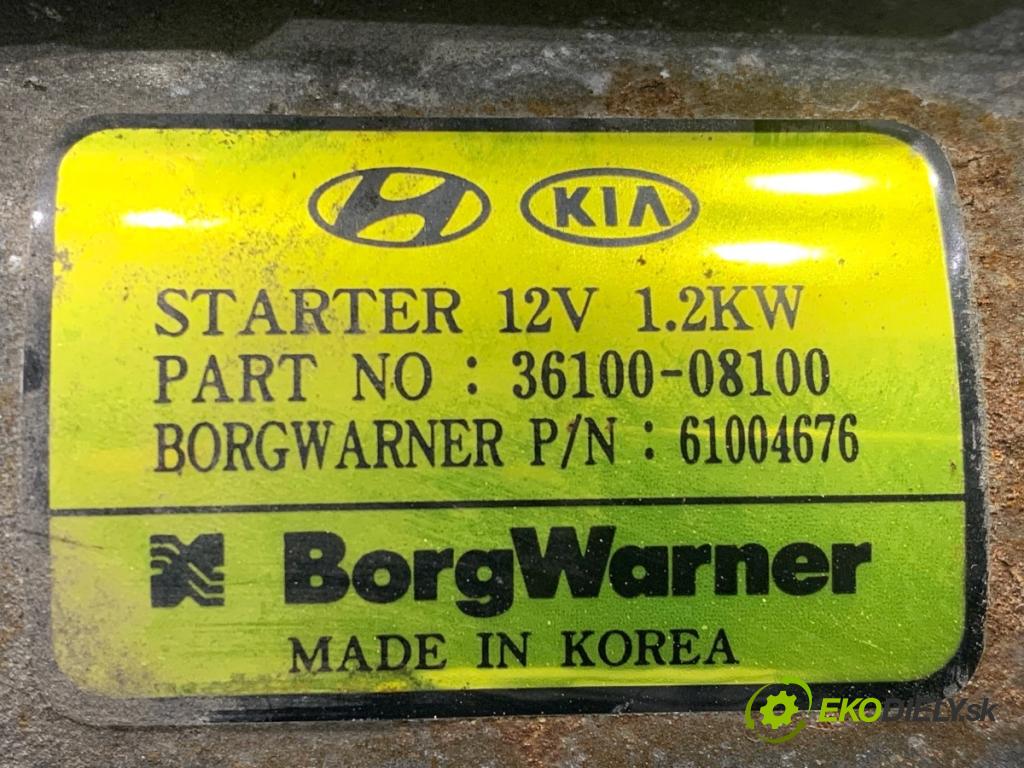 KIA
STARTER 12V 1.2KW
PART NO : 36100-08100
BORGWARNER P/N : 61004676
BorgWarner
MADE IN KOREA
EKODIELY.sk